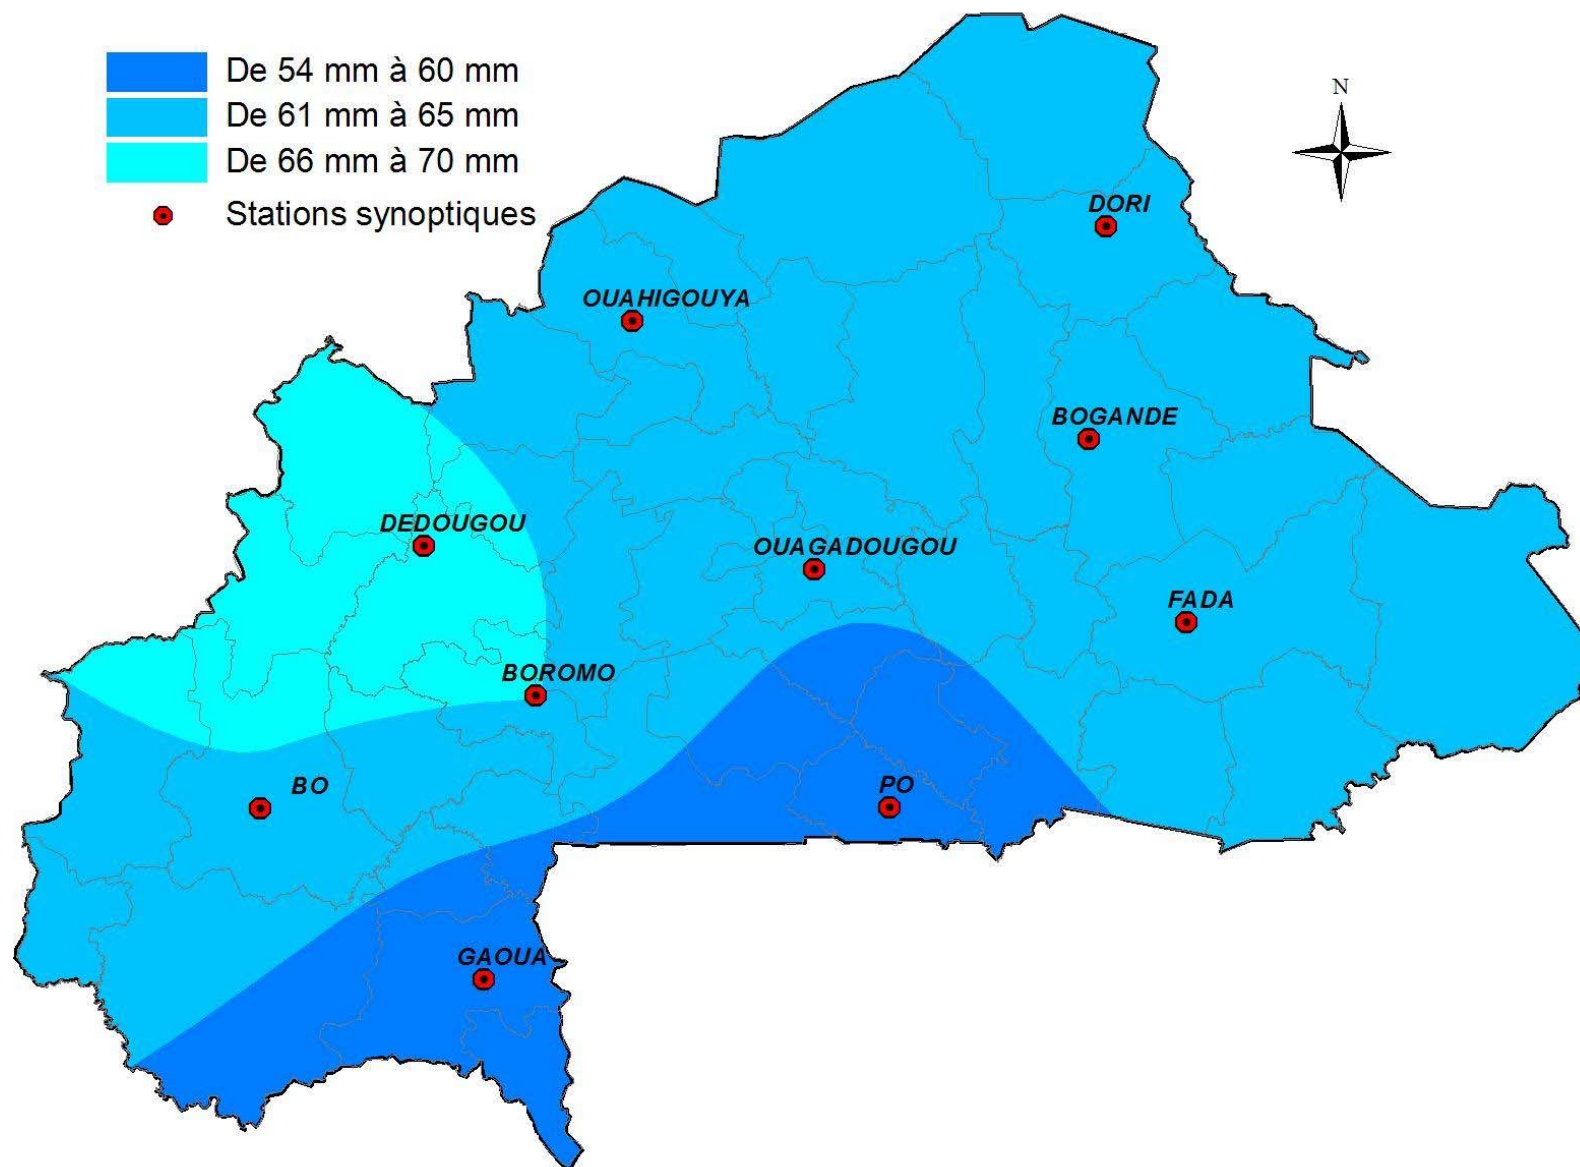 De 54 mm à 60 mm
De 61 mm à 65 mm
De 66 mm à 70 mm
Stations synoptiques
N
DORI
OUAHIGOUYA
BOGANDE
DEDOUGOU
OUAGADOUGOU
FADA
BOROMO
BO
PO
GAOUA